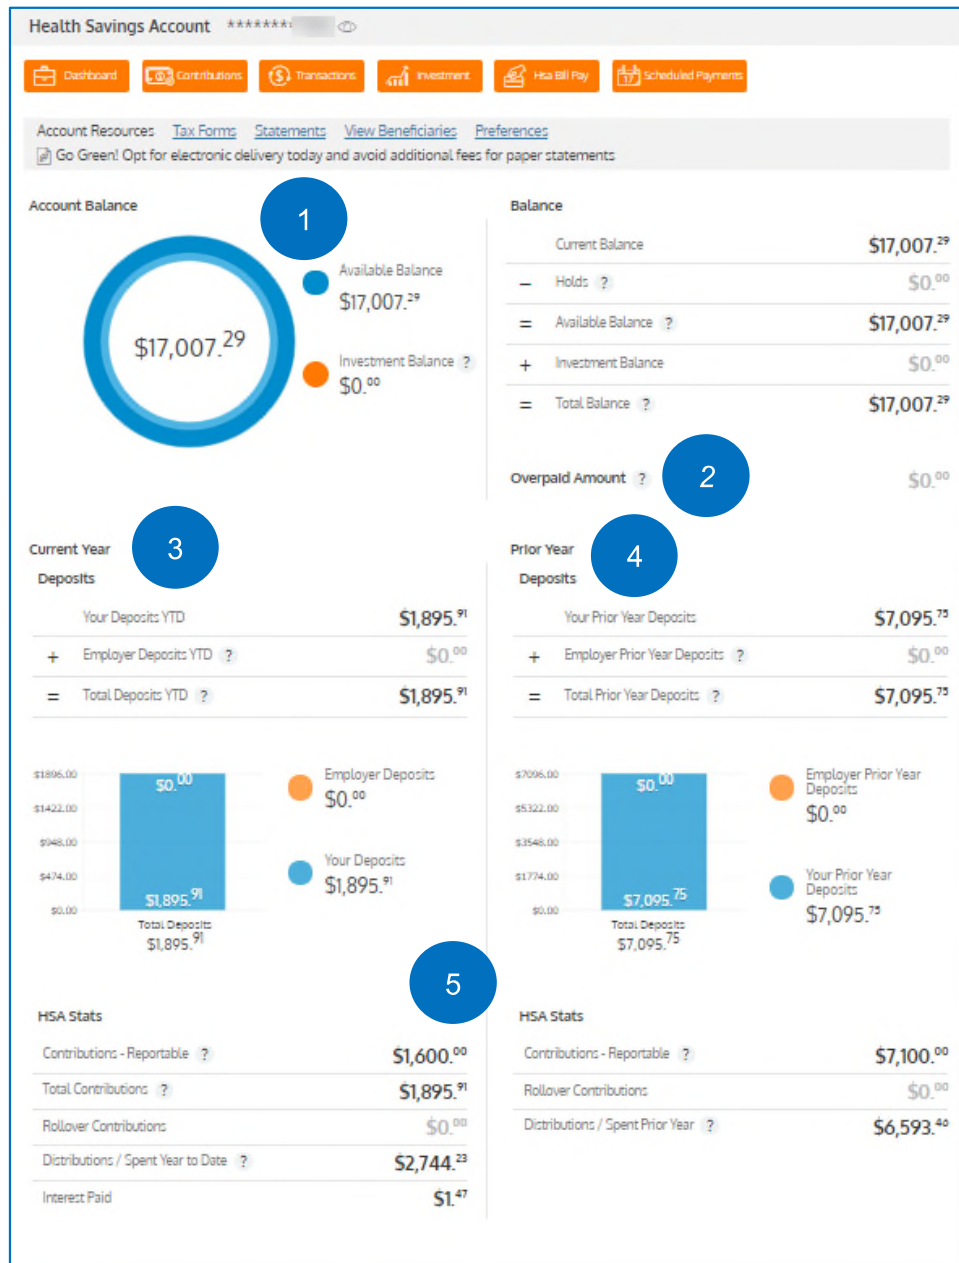 Health Savings Account *******
Dashboard Contributions Transactions Investment Hsa Bill Pay Scheduled Payments
Account Resources Tax Forms Statements View Beneficiaries Preferences
Go Green! Opt for electronic delivery today and avoid additional fees for paper statements
Account Balance
1
$17,007.29
Available Balance
$17,007.29
Investment Balance ?
$0.00
Balance
Current Balance $17,007.29
− Holds ? $0.00
= Available Balance ? $17,007.29
+ Investment Balance $0.00
= Total Balance ? $17,007.29
Overpaid Amount ? 2 $0.00
Current Year 3
Deposits
Your Deposits YTD $1,895.91
+ Employer Deposits YTD ? $0.00
= Total Deposits YTD ? $1,895.91
$1896.00
$1422.00
$948.00
$474.00
$0.00
$0.00
$1,895.91
Total Deposits
$1,895.91
Employer Deposits
$0.00
Your Deposits
$1,895.91
Prior Year 4
Deposits
Your Prior Year Deposits $7,095.75
+ Employer Prior Year Deposits ? $0.00
= Total Prior Year Deposits ? $7,095.75
$7096.00
$5322.00
$3548.00
$1774.00
$0.00
$0.00
$7,095.75
Total Deposits
$7,095.75
Employer Prior Year
Deposits
$0.00
Your Prior Year
Deposits
$7,095.75
5
HSA Stats
Contributions - Reportable ? $1,600.00
Total Contributions ? $1,895.91
Rollover Contributions $0.00
Distributions / Spent Year to Date ? $2,744.23
Interest Paid $1.47
HSA Stats
Contributions - Reportable ? $7,100.00
Rollover Contributions $0.00
Distributions / Spent Prior Year ? $6,593.46